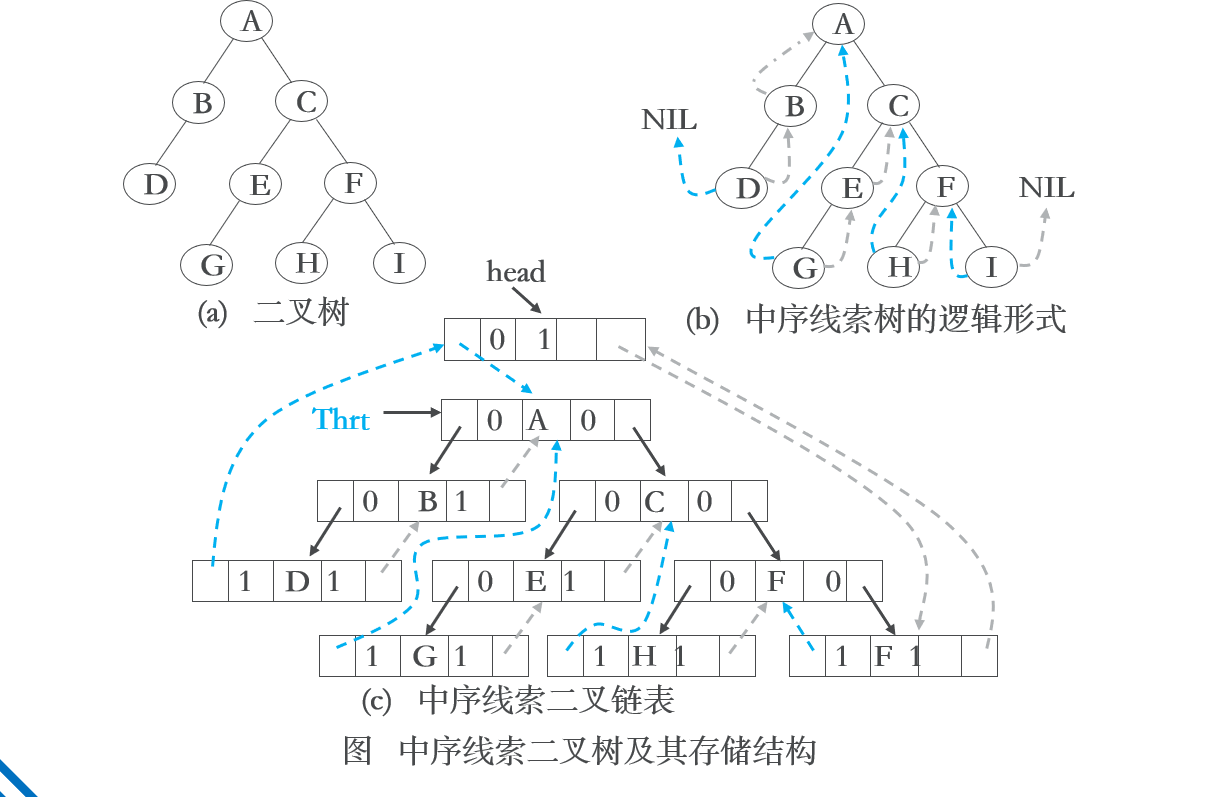 A
B C
D E F
G H I
(a) 二叉树
A
NIL B C
D E F NIL
G H I
(b) 中序线索树的逻辑形式
head
0 1
Thrt 0 A 0
0 B 1 0 C 0
1 D 1 0 E 1 0 F 0
1 G 1 1 H 1 1 F 1
(c) 中序线索二叉链表
图 中序线索二叉树及其存储结构